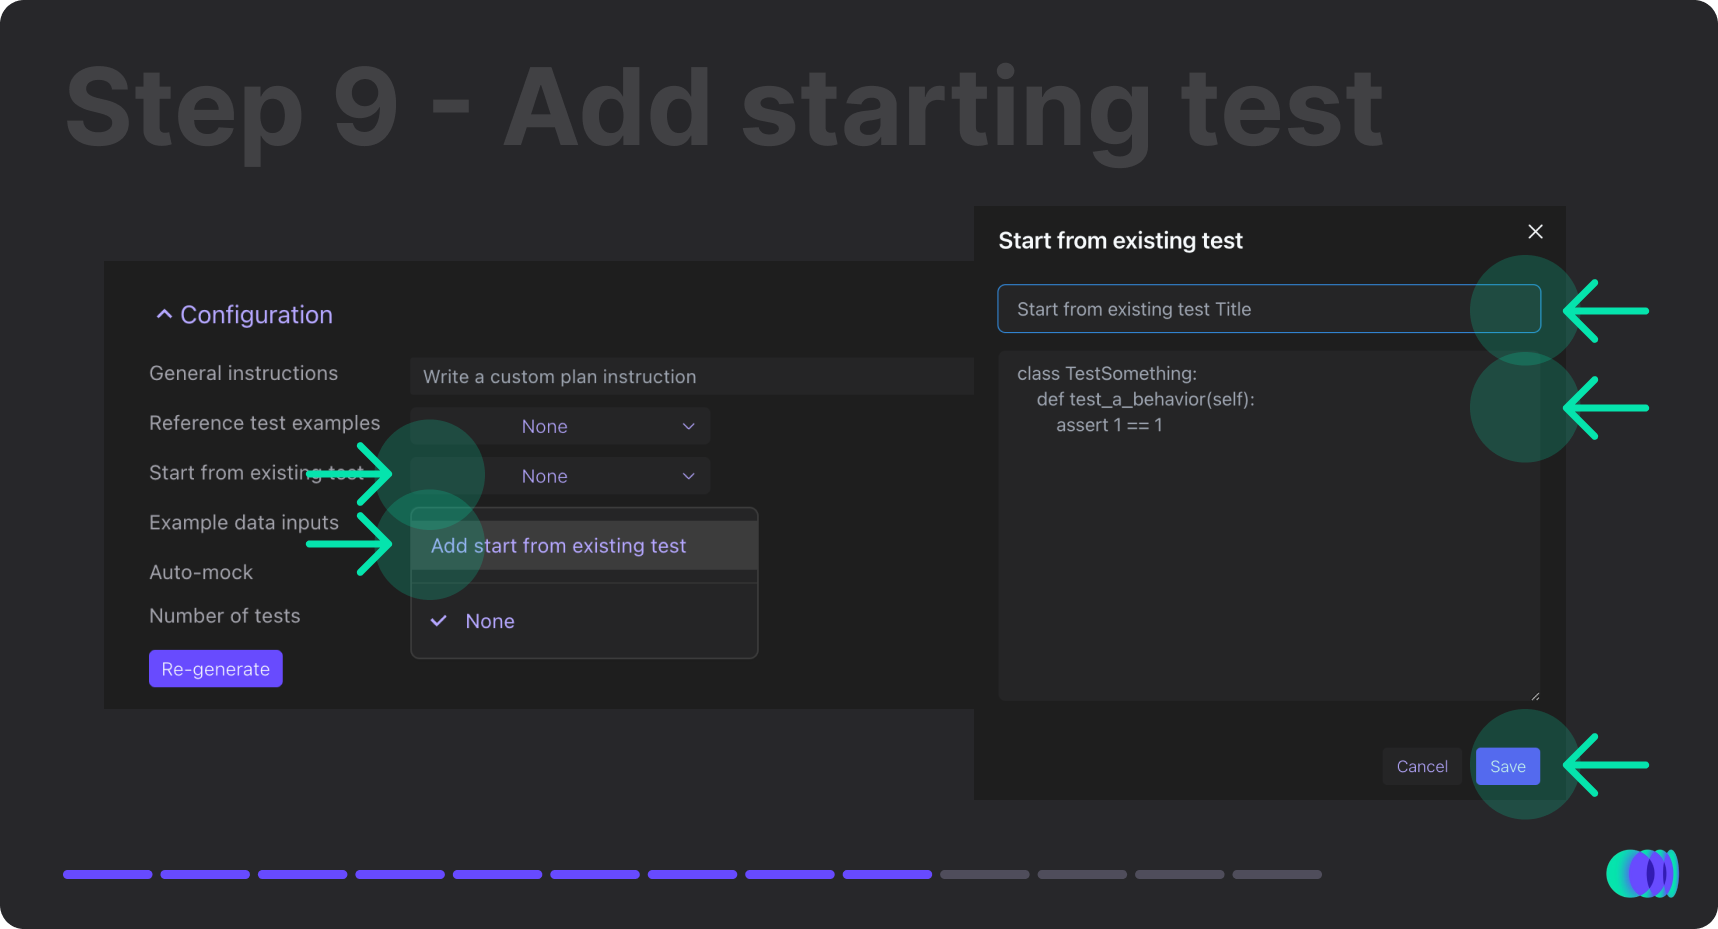 Step 9 - Add starting test
Configuration
General instructions
Write a custom plan instruction
Reference test examples
None
Start from existing test
None
Example data inputs
Add start from existing test
Auto-mock
None
Number of tests
Re-generate
Start from existing test
Start from existing test Title
class TestSomething:
def test_a_behavior(self):
assert 1 == 1
Cancel
Save